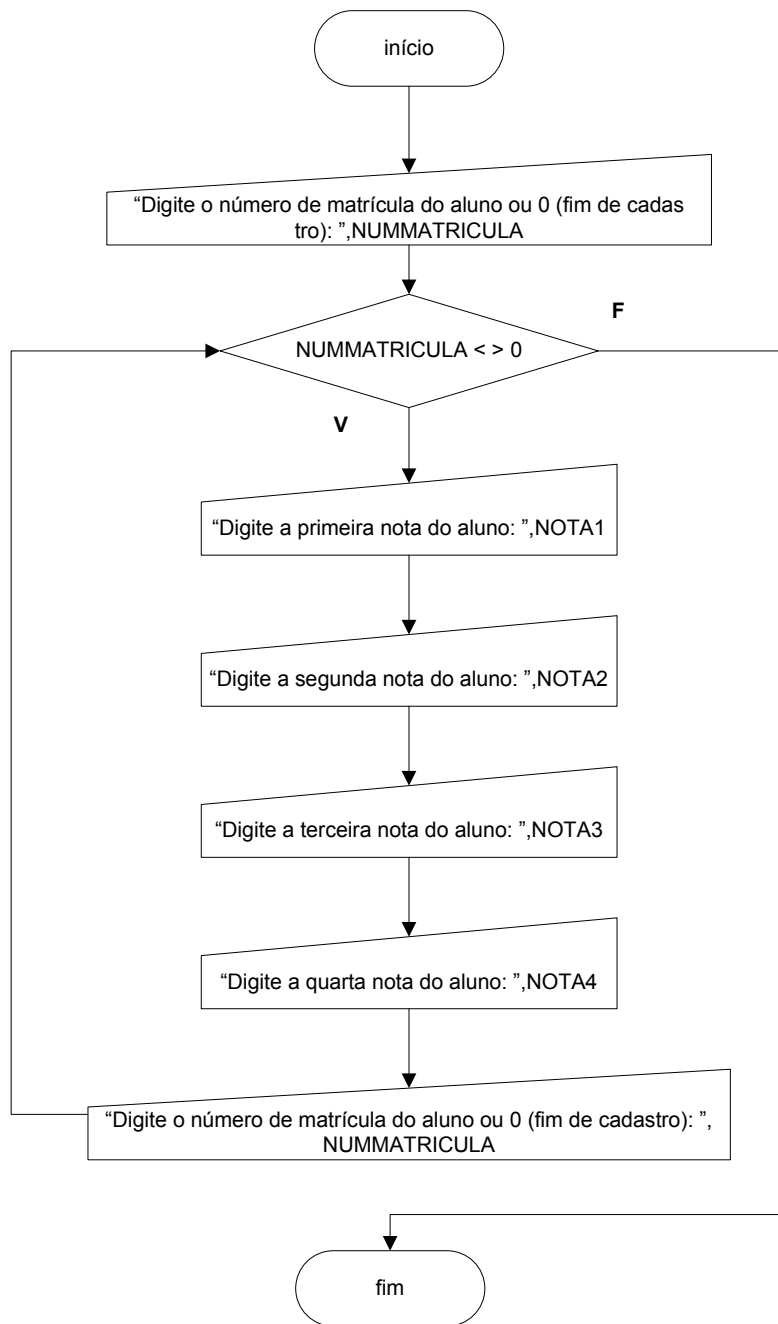 início
“Digite o número de matrícula do aluno ou 0 (fim de cadas
tro): ”,NUMMATRICULA
F
NUMMATRICULA < > 0
V
“Digite a primeira nota do aluno: ”,NOTA1
“Digite a segunda nota do aluno: ”,NOTA2
“Digite a terceira nota do aluno: ”,NOTA3
“Digite a quarta nota do aluno: ”,NOTA4
“Digite o número de matrícula do aluno ou 0 (fim de cadastro): ”,
NUMMATRICULA
fim